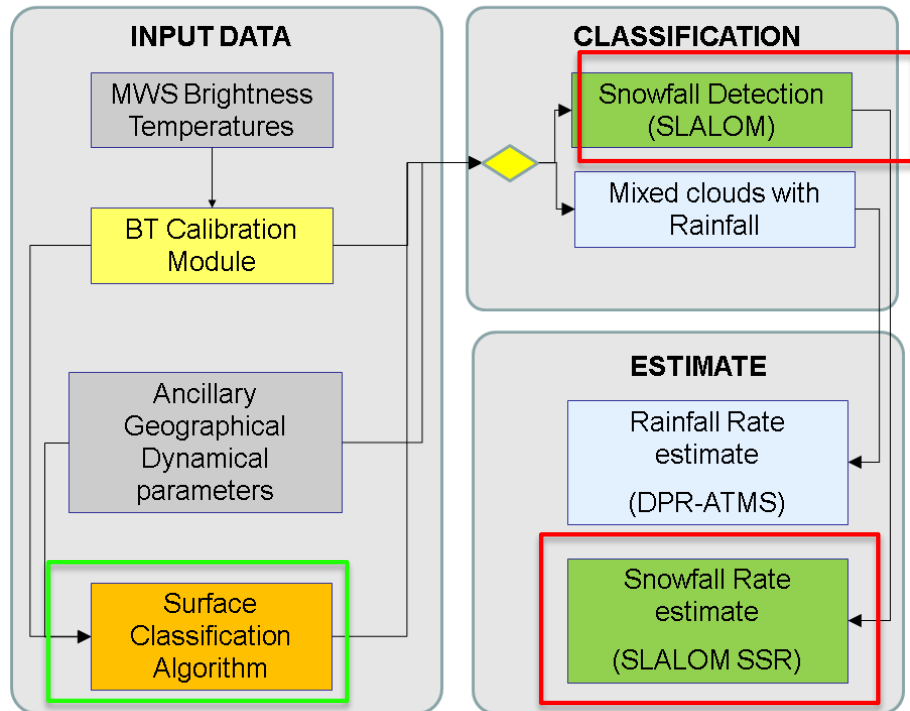 INPUT DATA
MWS Brightness
Temperatures
BT Calibration
Module
Ancillary
Geographical
Dynamical
parameters
Surface
Classification
Algorithm
CLASSIFICATION
Snowfall Detection
(SLALOM)
Mixed clouds with
Rainfall
ESTIMATE
Rainfall Rate
estimate
(DPR-ATMS)
Snowfall Rate
estimate
(SLALOM SSR)